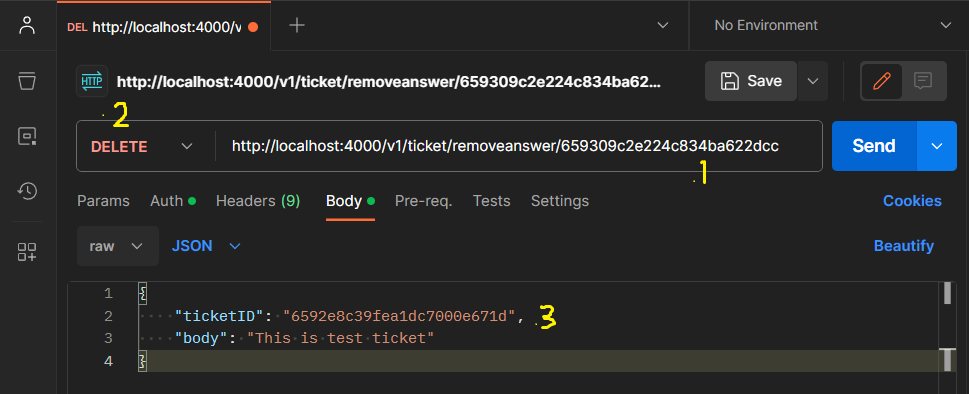 DEL http://localhost:4000/v
No Environment
HTTP http://localhost:4000/v1/ticket/removeanswer/659309c2e224c834ba62...
Save
.2
DELETE
http://localhost:4000/v1/ticket/removeanswer/659309c2e224c834ba622dcc
Send
.1
Params Auth Headers (9) Body Pre-req. Tests Settings Cookies
raw JSON Beautify
1 {
2 "ticketID": "6592e8c39fea1dc7000e671d", .3
3 "body": "This is test ticket"
4 }